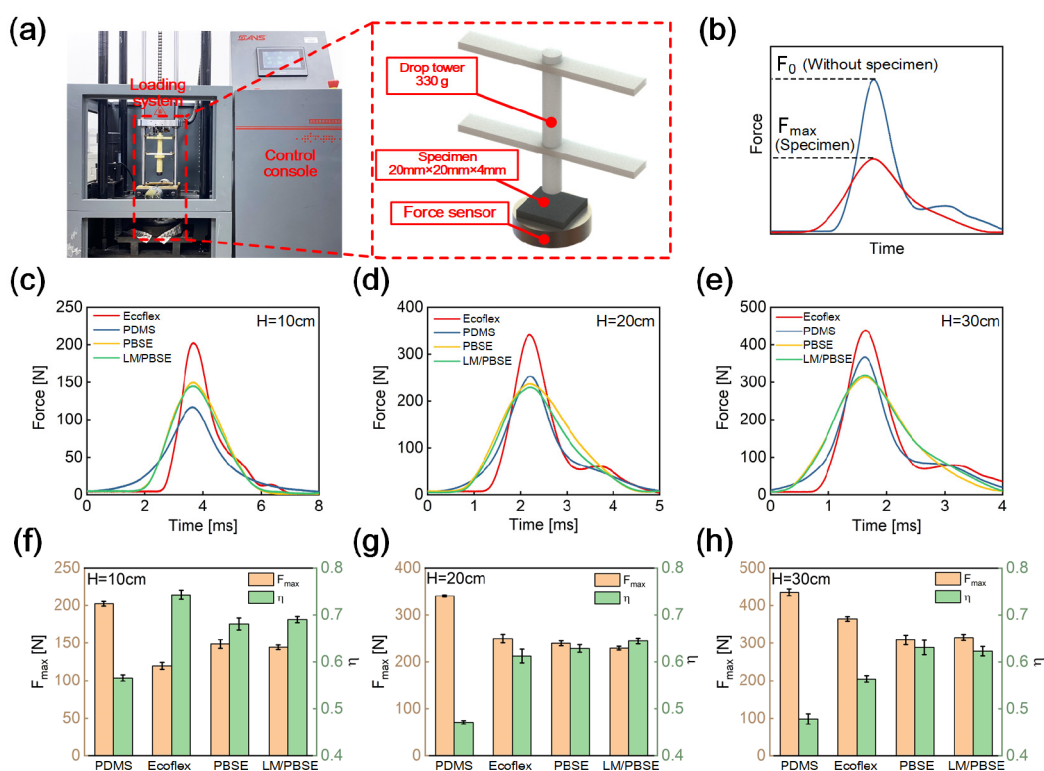 (a)
SANS
Loading
system
Control
console
Drop tower
330 g
Specimen
20mm×20mm×4mm
Force sensor
(b)
F0 (Without specimen)
Fmax
(Specimen)
Force
Time
(c)
250
200
150
100
50
0
0 2 4 6 8
Force [N]
Time [ms]
Ecoflex
PDMS
PBSE
LM/PBSE
H=10cm
(d)
400
300
200
100
0
0 1 2 3 4 5
Force [N]
Time [ms]
Ecoflex
PDMS
PBSE
LM/PBSE
H=20cm
(e)
500
400
300
200
100
0
0 1 2 3 4
Force [N]
Time [ms]
Ecoflex
PDMS
PBSE
LM/PBSE
H=30cm
(f)
H=10cm
Fmax
η
250
200
150
100
50
0
Fmax [N]
0.8
0.7
0.6
0.5
0.4
η
PDMS Ecoflex PBSE LM/PBSE
(g)
H=20cm
Fmax
η
400
300
200
100
0
Fmax [N]
0.8
0.7
0.6
0.5
0.4
η
PDMS Ecoflex PBSE LM/PBSE
(h)
H=30cm
Fmax
η
500
400
300
200
100
0
Fmax [N]
0.8
0.7
0.6
0.5
0.4
η
PDMS Ecoflex PBSE LM/PBSE